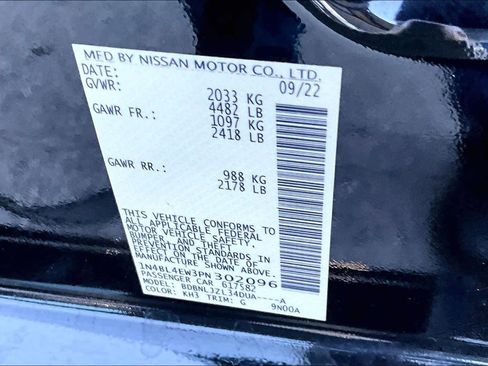 MFD BY NISSAN MOTOR CO., LTD.
DATE: 09/22
GVWR: 2033 KG
4482 LB
GAWR FR.: 1097 KG
2418 LB
GAWR RR.: 988 KG
2178 LB
THIS VEHICLE CONFORMS TO
APPLICABLE FEDERAL
MOTOR VEHICLE SAFETY,
BUMPER, AND THEFT
PREVENTION STANDARDS IN
EFFECT ON THE DATE OF
MANUFACTURE SHOWN ABOVE.
1N4BL4EW3PN302096
PASSENGER CAR 617582
MODEL: BDBNLJZL34DUA----A
COLOR: KH3 TRIM: G 9N00A